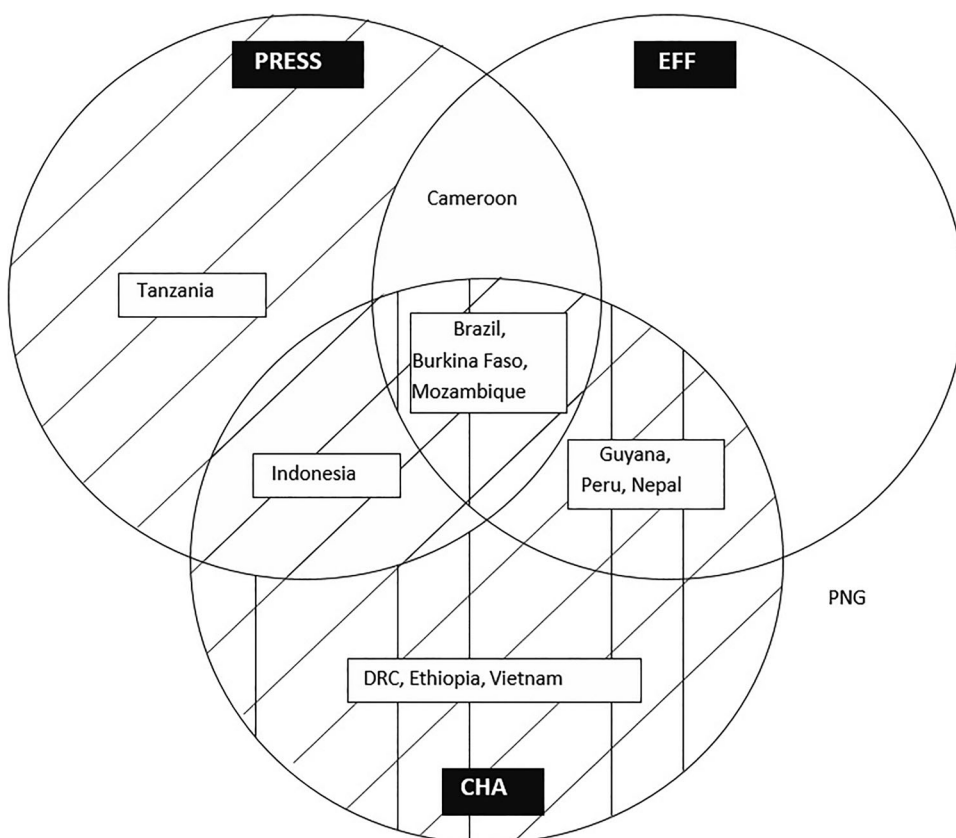 PRESS
EFF
Cameroon
Tanzania
Brazil,
Burkina Faso,
Mozambique
Indonesia
Guyana,
Peru, Nepal
PNG
DRC, Ethiopia, Vietnam
CHA